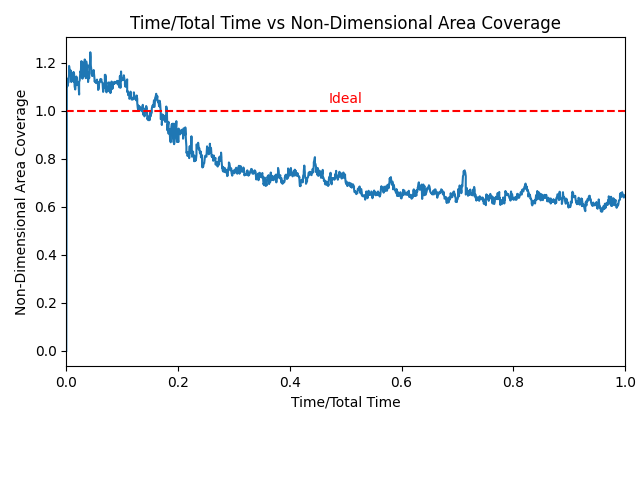 Time/Total Time vs Non-Dimensional Area Coverage
Non-Dimensional Area Coverage
1.2
1.0
0.8
0.6
0.4
0.2
0.0
Ideal
0.0 0.2 0.4 0.6 0.8 1.0
Time/Total Time